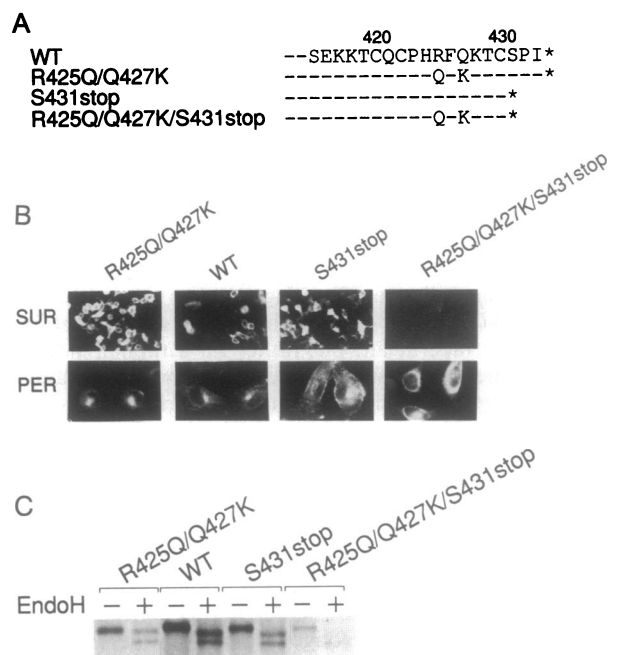 A
420 430
WT --SEKKTCQCPHRFQKTCSPI*
R425Q/Q427K ------------Q-K------*
S431stop ------------------*
R425Q/Q427K/S431stop ------------Q-K---*
B
R425Q/Q427K WT S431stop R425Q/Q427K/S431stop
SUR
PER
C
R425Q/Q427K WT S431stop R425Q/Q427K/S431stop
EndoH - + - + - + - +